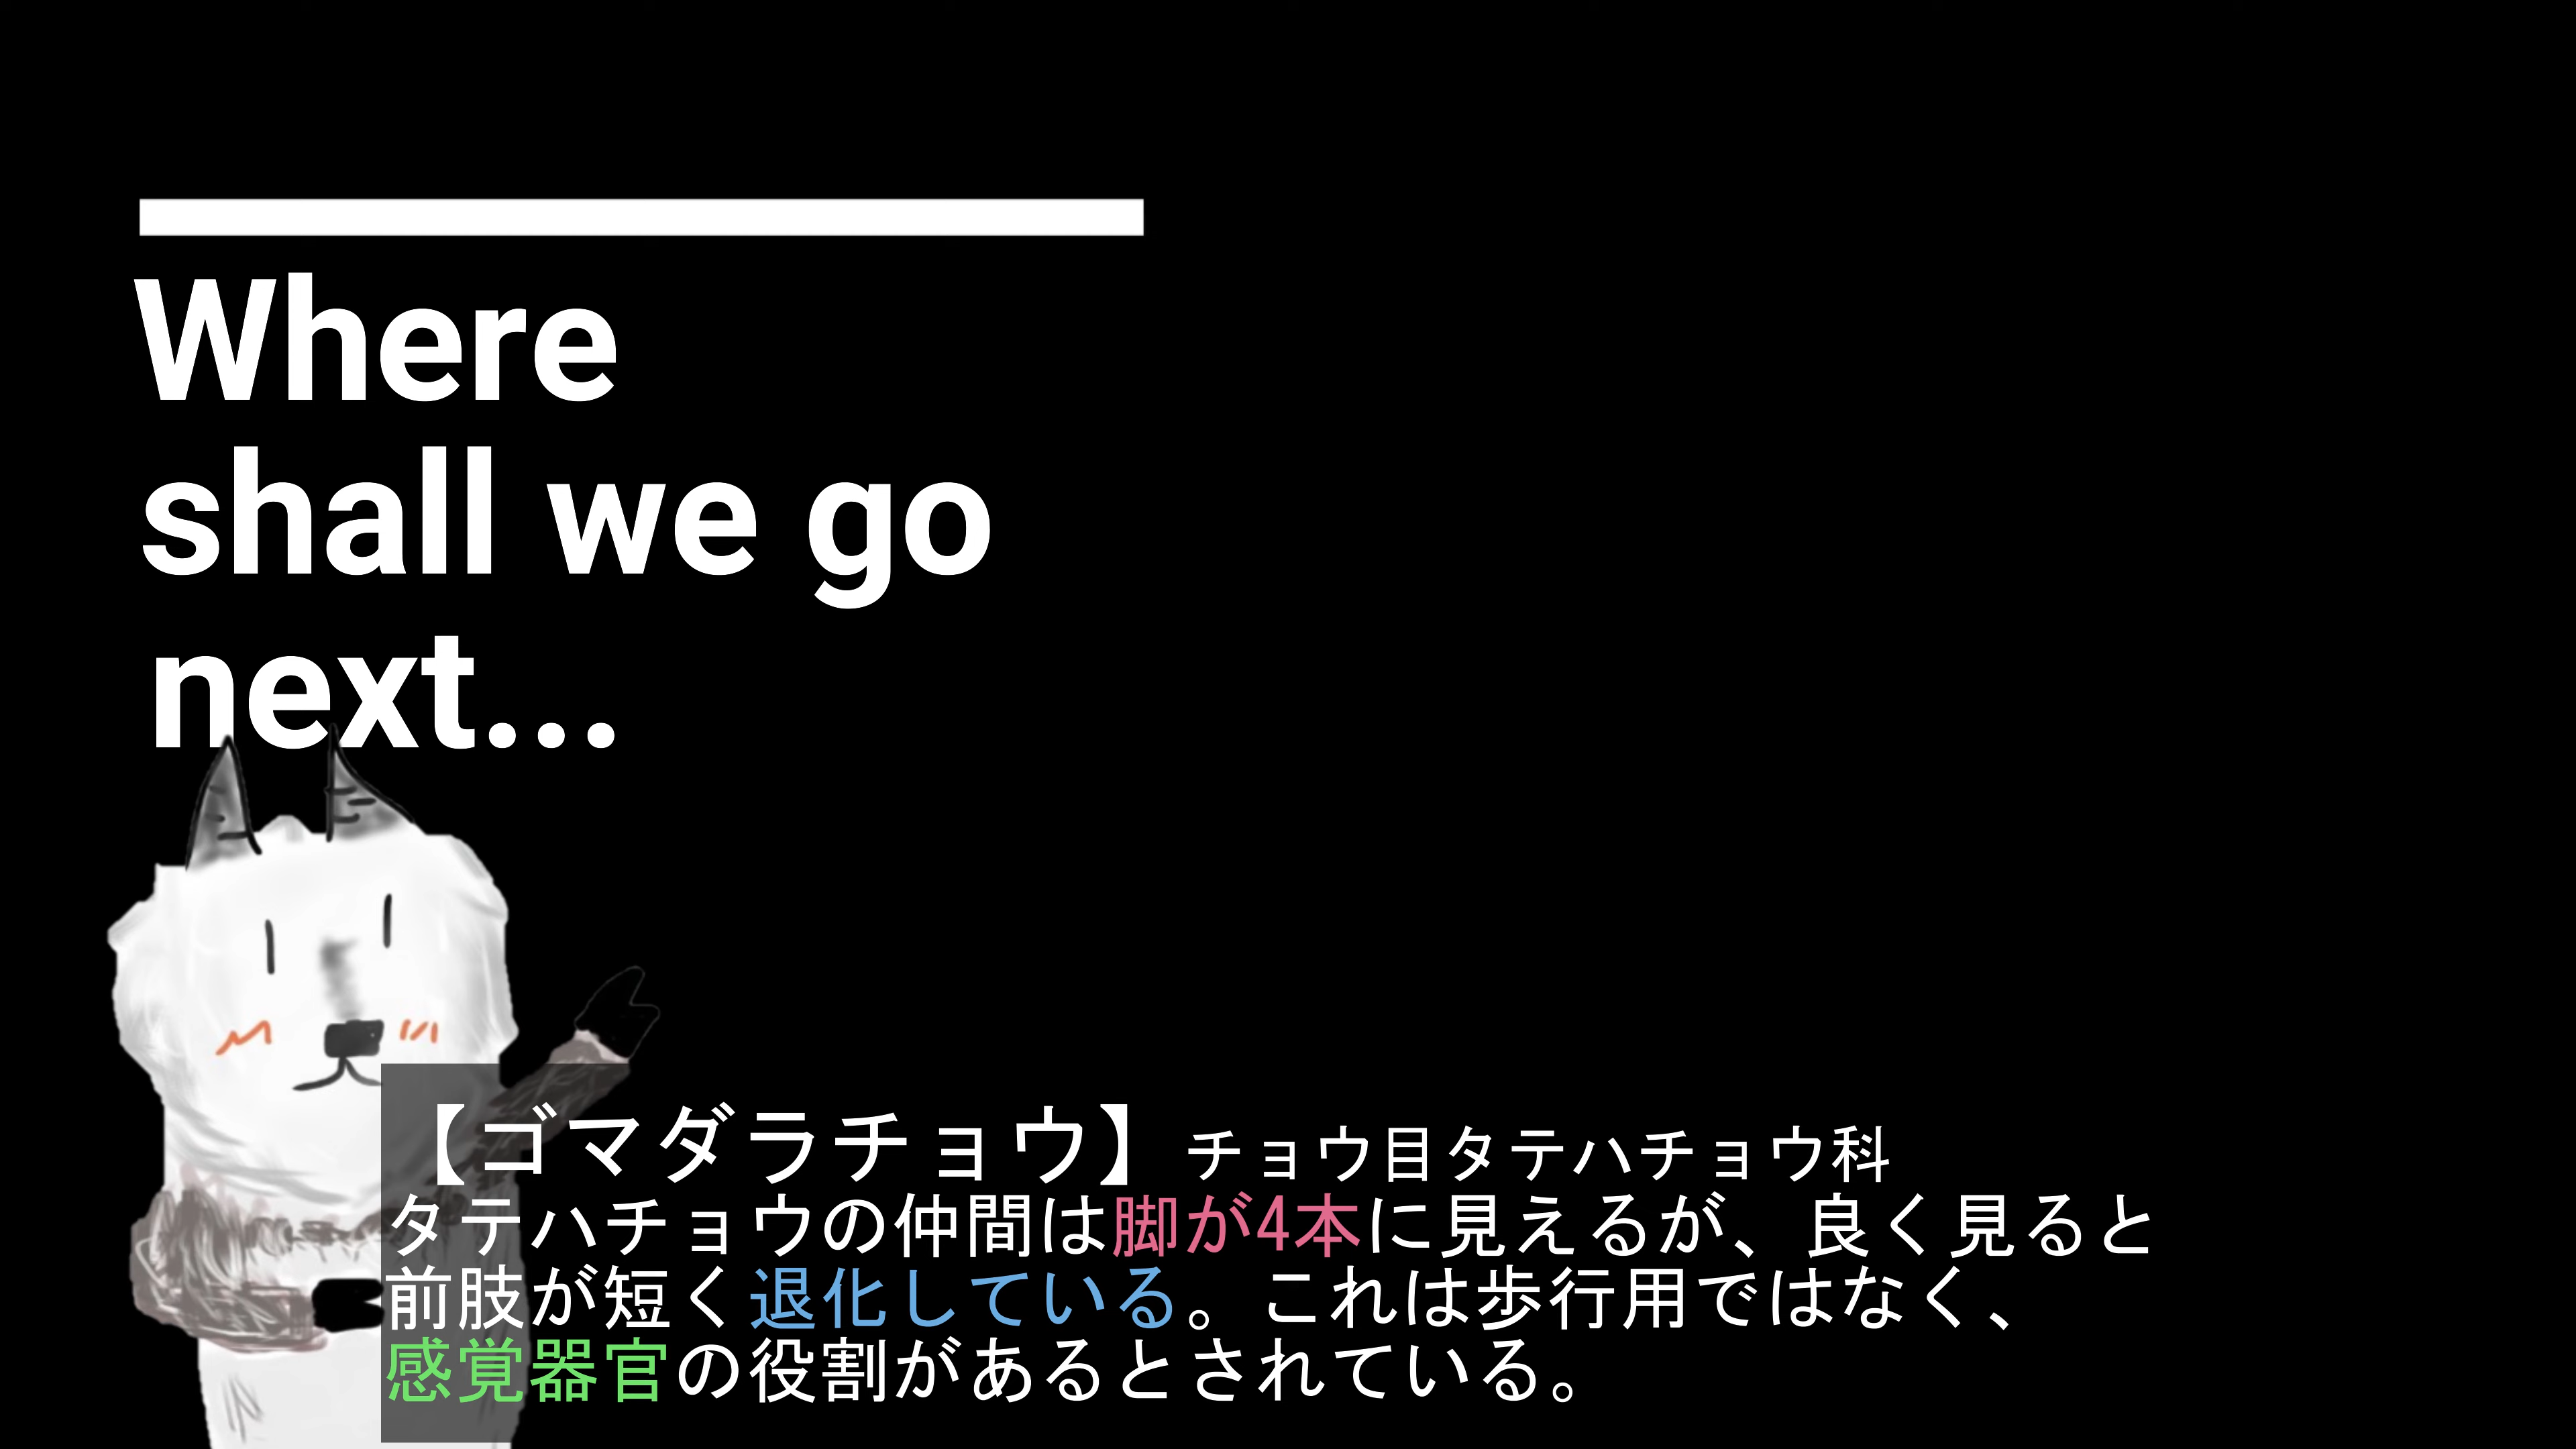 Where
shall we go
next...
【ゴマダラチョウ】チョウ目タテハチョウ科
タテハチョウの仲間は脚が4本に見えるが、良く見ると
前肢が短く退化している。これは歩行用ではなく、
感覚器官の役割があるとされている。